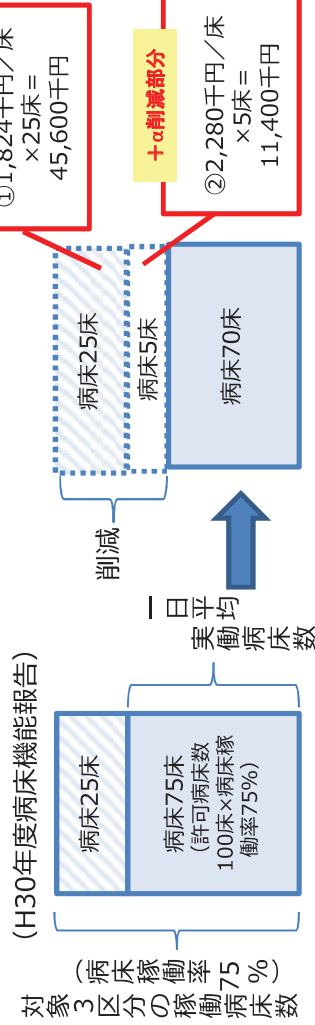 (H30年度病床機能報告)
対象3区分の稼働病床数
(病床稼働率75%)
病床25床
病床75床
(許可病床数
100床×病床稼
働率75%)
一日平均
実働病床数
削減
病床25床
病床5床
病床70床
①1,824千円/床
×25床=
45,600千円
+α削減部分
②2,280千円/床
×5床=
11,400千円